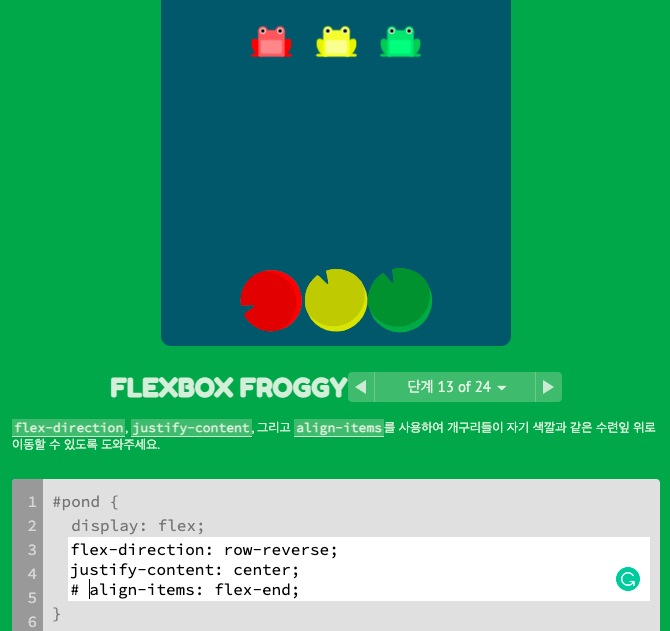 FLEXBOX FROGGY
단계 13 of 24
flex-direction, justify-content, 그리고 align-items를 사용하여 개구리들이 자기 색깔과 같은 수련잎 위로
이동할 수 있도록 도와주세요.
1 #pond {
2 display: flex;
3 flex-direction: row-reverse;
4 justify-content: center;
5 # align-items: flex-end;
6 }